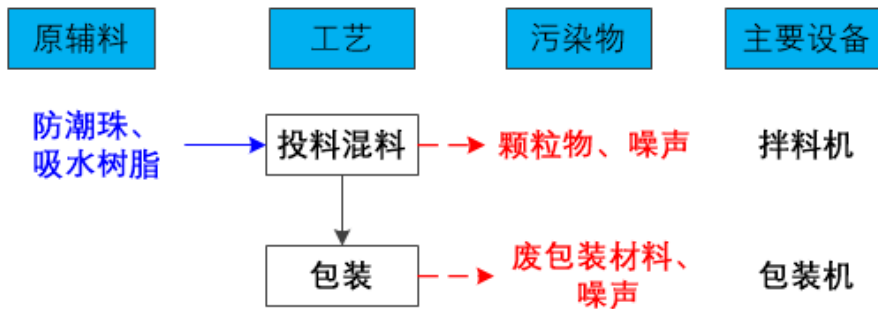 原辅料 工艺 污染物 主要设备
防潮珠、
吸水树脂
投料混料
颗粒物、噪声
拌料机
包装
废包装材料、
噪声
包装机